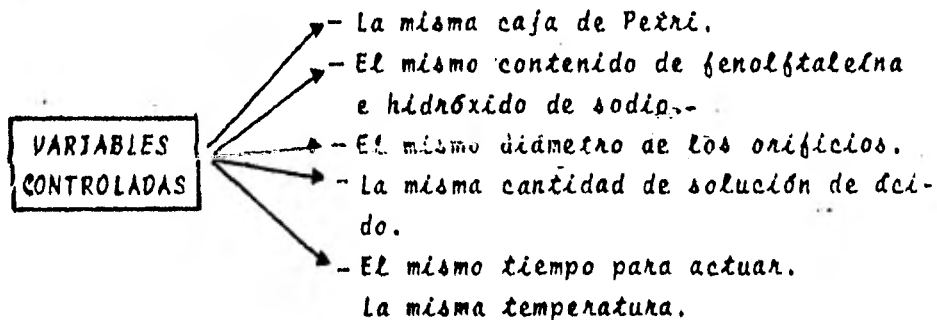 - La misma caja de Petri.
- El mismo contenido de fenolftaleína
e hidróxido de sodio.-
VARIABLES
CONTROLADAS
- El mismo diámetro de los orificios.
- La misma cantidad de solución de áci-
do.
- El mismo tiempo para actuar.
La misma temperatura.